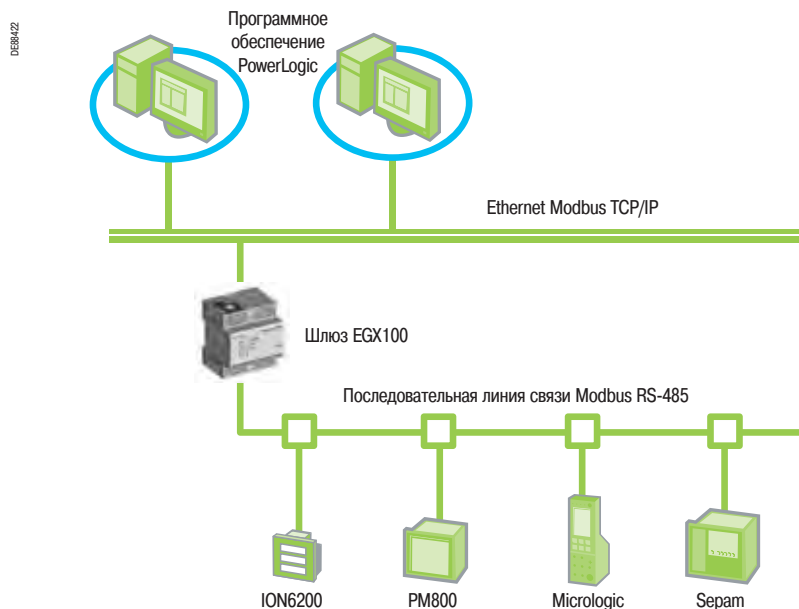 DE88422
Программное
обеспечение
PowerLogic
Ethernet Modbus TCP/IP
Шлюз EGX100
Последовательная линия связи Modbus RS-485
ION6200
PM800
Micrologic
Sepam